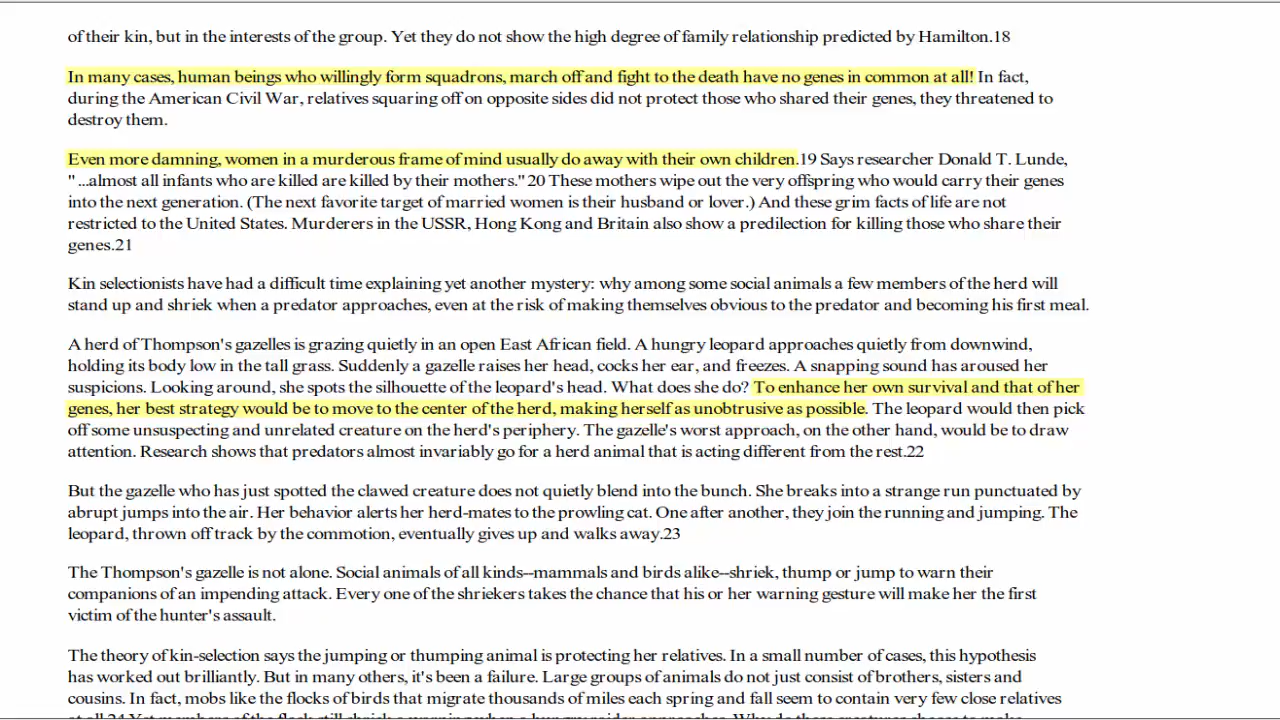 of their kin, but in the interests of the group. Yet they do not show the high degree of family relationship predicted by Hamilton.18
In many cases, human beings who willingly form squadrons, march off and fight to the death have no genes in common at all! In fact,
during the American Civil War, relatives squaring off on opposite sides did not protect those who shared their genes, they threatened to
destroy them.
Even more damning, women in a murderous frame of mind usually do away with their own children.19 Says researcher Donald T. Lunde,
"...almost all infants who are killed are killed by their mothers."20 These mothers wipe out the very offspring who would carry their genes
into the next generation. (The next favorite target of married women is their husband or lover.) And these grim facts of life are not
restricted to the United States. Murderers in the USSR, Hong Kong and Britain also show a predilection for killing those who share their
genes.21
Kin selectionists have had a difficult time explaining yet another mystery: why among some social animals a few members of the herd will
stand up and shriek when a predator approaches, even at the risk of making themselves obvious to the predator and becoming his first meal.
A herd of Thompson's gazelles is grazing quietly in an open East African field. A hungry leopard approaches quietly from downwind,
holding its body low in the tall grass. Suddenly a gazelle raises her head, cocks her ear, and freezes. A snapping sound has aroused her
suspicions. Looking around, she spots the silhouette of the leopard's head. What does she do? To enhance her own survival and that of her
genes, her best strategy would be to move to the center of the herd, making herself as unobtrusive as possible. The leopard would then pick
off some unsuspecting and unrelated creature on the herd's periphery. The gazelle's worst approach, on the other hand, would be to draw
attention. Research shows that predators almost invariably go for a herd animal that is acting different from the rest.22
But the gazelle who has just spotted the clawed creature does not quietly blend into the bunch. She breaks into a strange run punctuated by
abrupt jumps into the air. Her behavior alerts her herd-mates to the prowling cat. One after another, they join the running and jumping. The
leopard, thrown off track by the commotion, eventually gives up and walks away.23
The Thompson's gazelle is not alone. Social animals of all kinds--mammals and birds alike--shriek, thump or jump to warn their
companions of an impending attack. Every one of the shriekers takes the chance that his or her warning gesture will make her the first
victim of the hunter's assault.
The theory of kin-selection says the jumping or thumping animal is protecting her relatives. In a small number of cases, this hypothesis
has worked out brilliantly. But in many others, it's been a failure. Large groups of animals do not just consist of brothers, sisters and
cousins. In fact, mobs like the flocks of birds that migrate thousands of miles each spring and fall seem to contain very few close relatives